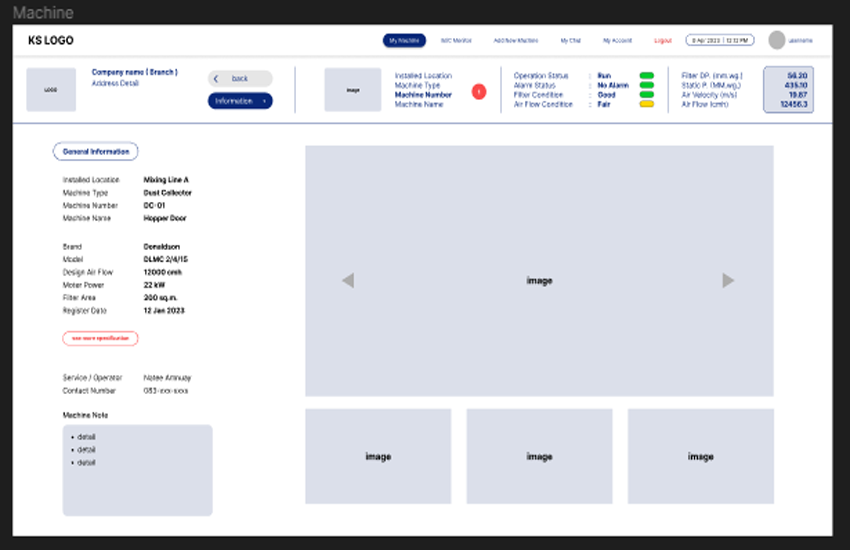 Machine
KS LOGO
My Machine
M/C Monitor
Add New Machine
My Chat
My Account
Logout
12:12 PM
username
LOGO
Company name ( Branch )
Address Detail
back
Information
image
Installed Location
Machine Type
Machine Number
Machine Name
!
Operation Status : Run
Alarm Status : No Alarm
Filter Condition : Good
Air Flow Condition : Fair
Filter DP. (mm.wg.) 56.20
Static P. (MM.wg.) 435.10
Air Velocity (m/s) 19.87
Air Flow (cmh) 12456.3
General Information
Installed Location Mixing Line A
Machine Type Dust Collector
Machine Number DC-01
Machine Name Hopper Door
Brand Donaldson
Model DLMC 2/4/15
Design Air Flow 12000 cmh
Moter Power 22 kW
Filter Area 200 sq.m.
Register Date 12 Jan 2023
see more specification
Service / Operator Natee Amnuay
Contact Number 083-xxx-xxxx
Machine Note
• detail
• detail
• detail
image
image
image
image